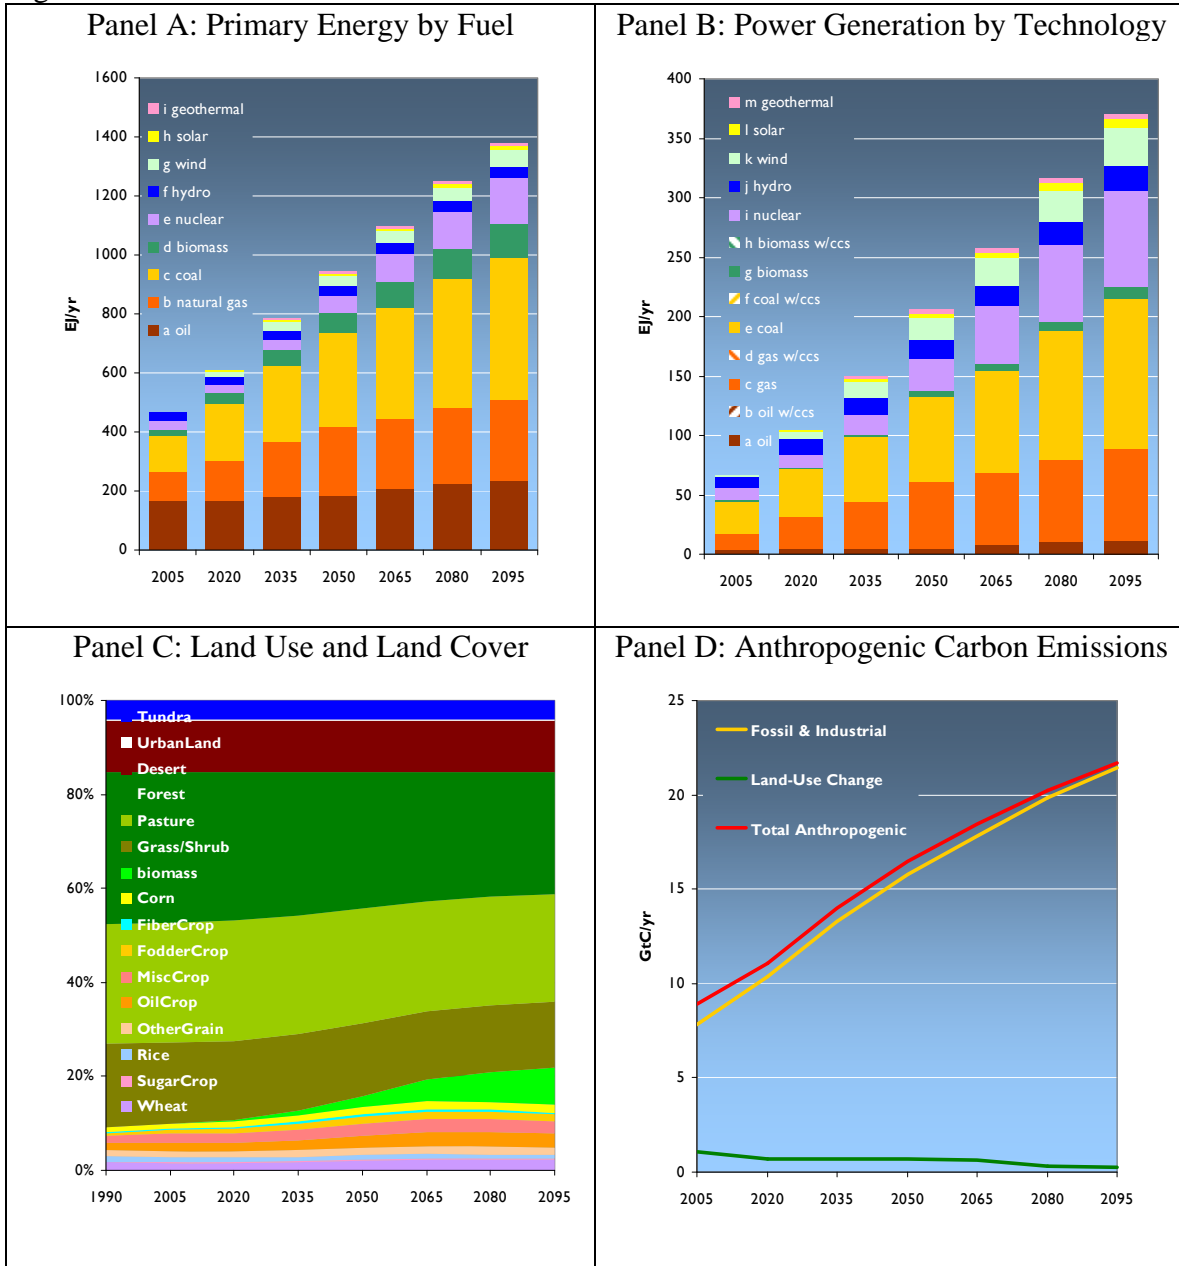 Panel A: Primary Energy by Fuel
1600
1400
1200
1000
800
600
400
200
0
EJ/yr
i geothermal
h solar
g wind
f hydro
e nuclear
d biomass
c coal
b natural gas
a oil
2005 2020 2035 2050 2065 2080 2095
Panel B: Power Generation by Technology
400
350
300
250
200
150
100
50
0
EJ/yr
m geothermal
l solar
k wind
j hydro
i nuclear
h biomass w/ccs
g biomass
f coal w/ccs
e coal
d gas w/ccs
c gas
b oil w/ccs
a oil
2005 2020 2035 2050 2065 2080 2095
Panel C: Land Use and Land Cover
100%
80%
60%
40%
20%
0%
Tundra
UrbanLand
Desert
Forest
Pasture
Grass/Shrub
biomass
Corn
FiberCrop
FodderCrop
MiscCrop
OilCrop
OtherGrain
Rice
SugarCrop
Wheat
1990 2005 2020 2035 2050 2065 2080 2095
Panel D: Anthropogenic Carbon Emissions
25
20
15
10
5
0
GtC/yr
Fossil & Industrial
Land-Use Change
Total Anthropogenic
2005 2020 2035 2050 2065 2080 2095